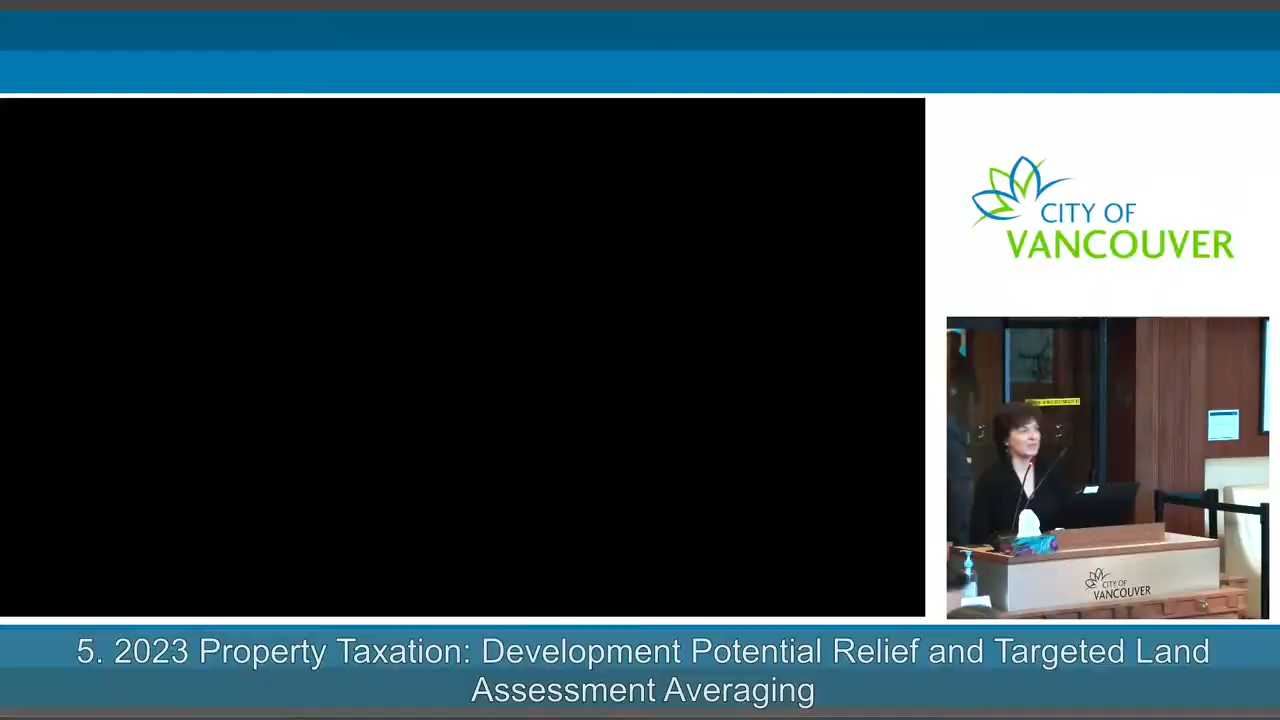 CITY OF
VANCOUVER
CITY OF
VANCOUVER
5. 2023 Property Taxation: Development Potential Relief and Targeted Land
Assessment Averaging